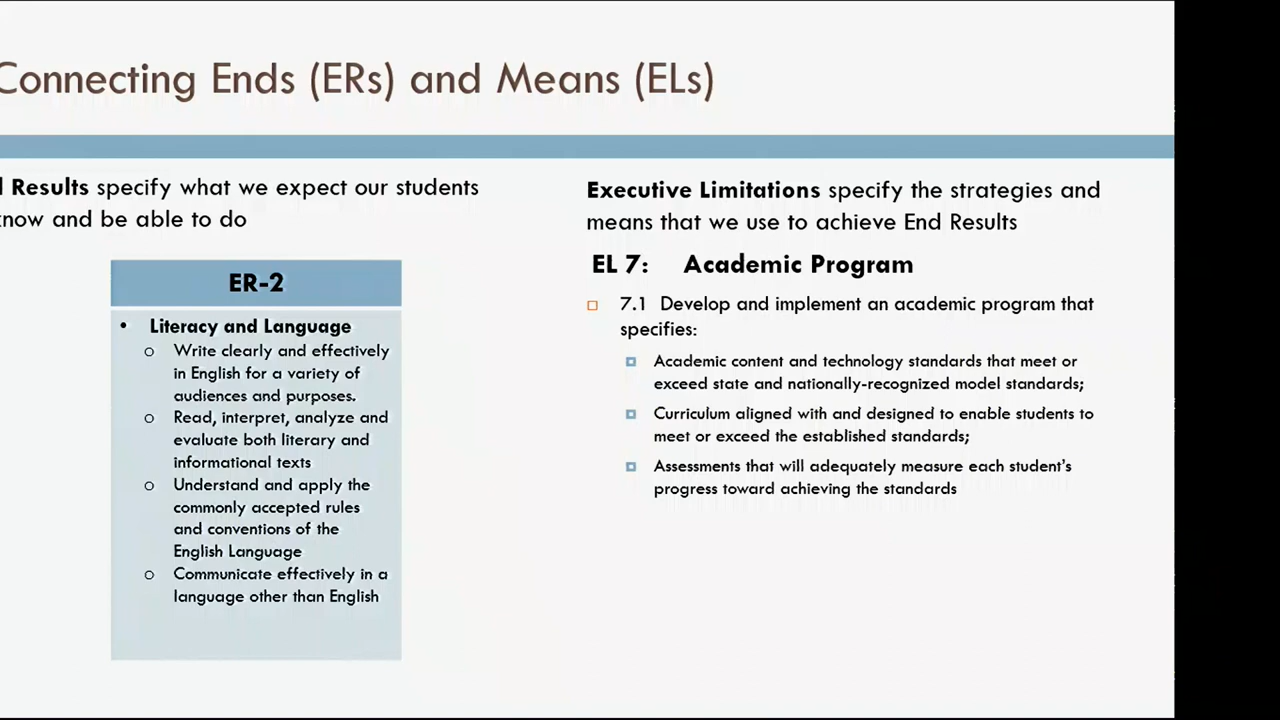 Connecting Ends (ERs) and Means (ELs)
Results specify what we expect our students
know and be able to do
ER-2
• Literacy and Language
o Write clearly and effectively
in English for a variety of
audiences and purposes.
o Read, interpret, analyze and
evaluate both literary and
informational texts
o Understand and apply the
commonly accepted rules
and conventions of the
English Language
o Communicate effectively in a
language other than English
Executive Limitations specify the strategies and
means that we use to achieve End Results
EL 7: Academic Program
7.1 Develop and implement an academic program that
specifies:
Academic content and technology standards that meet or
exceed state and nationally-recognized model standards;
Curriculum aligned with and designed to enable students to
meet or exceed the established standards;
Assessments that will adequately measure each student's
progress toward achieving the standards